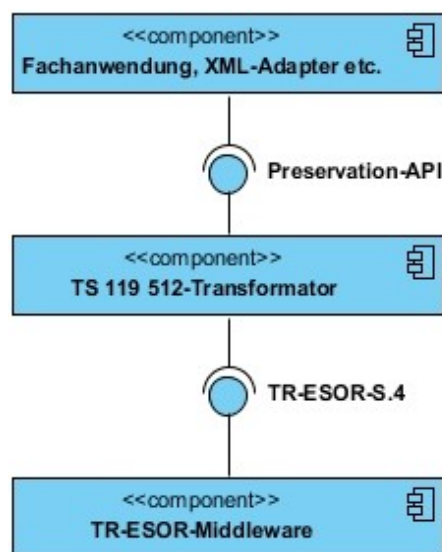 <<component>>
Fachanwendung, XML-Adapter etc.
Preservation-API
<<component>>
TS 119 512-Transformator
TR-ESOR-S.4
<<component>>
TR-ESOR-Middleware